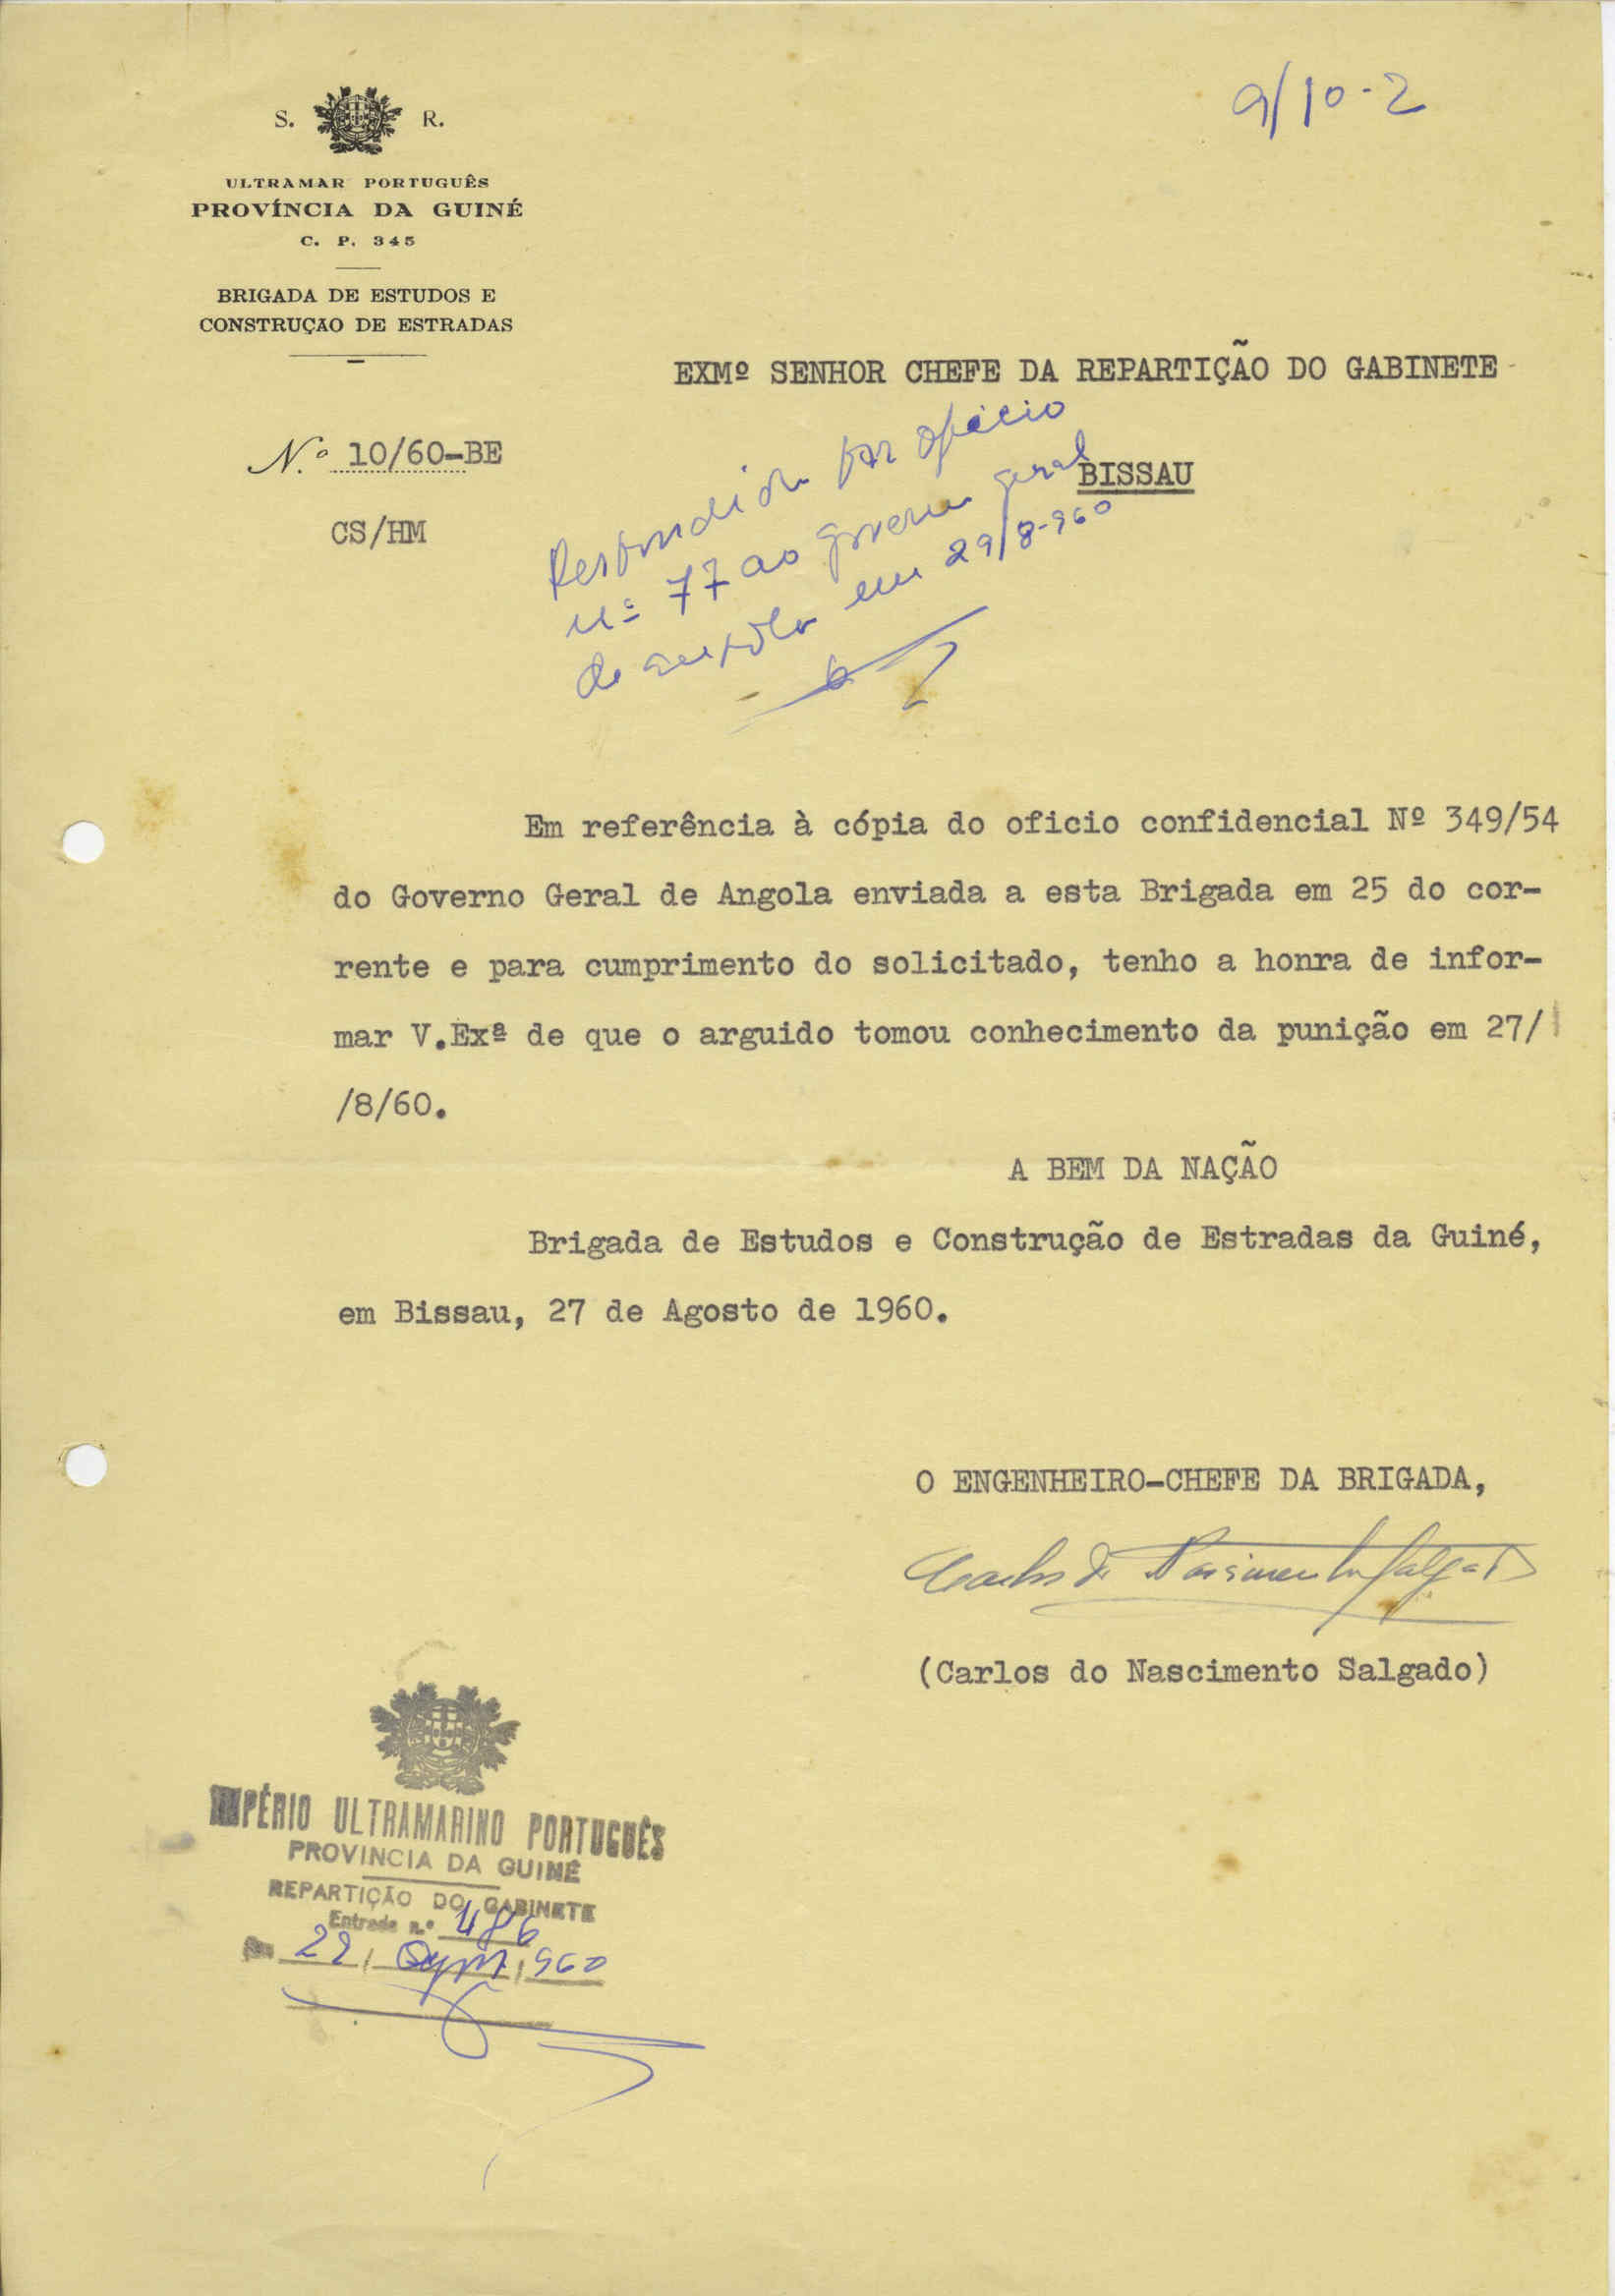 9/10-2
S. R.
ULTRAMAR PORTUGUÊS
PROVÍNCIA DA GUINÉ
C. P. 345
BRIGADA DE ESTUDOS E
CONSTRUÇAO DE ESTRADAS
EXMº SENHOR CHEFE DA REPARTIÇÃO DO GABINETE
N.º 10/60-BE
BISSAU
CS/HM
Respondido por oficio
nº 77 ao governo geral
de Angola em 29/8-960
Em referência à cópia do oficio confidencial Nº 349/54
do Governo Geral de Angola enviada a esta Brigada em 25 do cor-
rente e para cumprimento do solicitado, tenho a honra de infor-
mar V.Exª de que o arguido tomou conhecimento da punição em 27/
/8/60.
A BEM DA NAÇÃO
Brigada de Estudos e Construção de Estradas da Guiné,
em Bissau, 27 de Agosto de 1960.
O ENGENHEIRO-CHEFE DA BRIGADA,
Carlos do Nascimento Salgado
(Carlos do Nascimento Salgado)
IMPÉRIO ULTRAMARINO PORTUGUÊS
PROVINCIA DA GUINÉ
REPARTIÇÃO DO GABINETE
Entrada n.º 486
/ /960